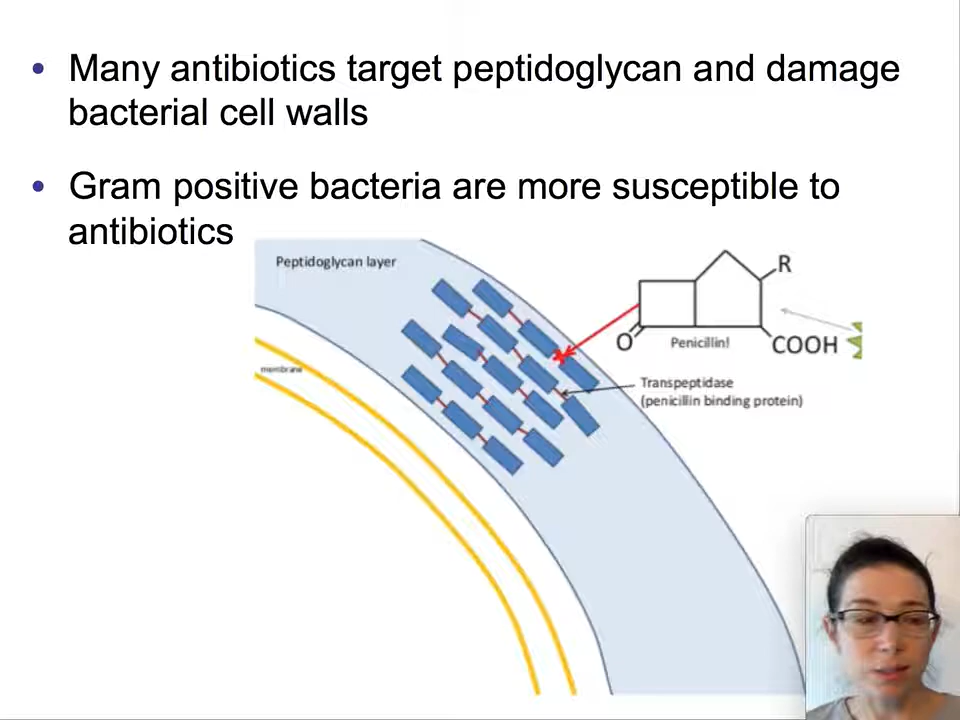 • Many antibiotics target peptidoglycan and damage
bacterial cell walls
• Gram positive bacteria are more susceptible to
antibiotics
Peptidoglycan layer
R
O
Penicillin!
COOH
membrane
Transpeptidase
(penicillin binding protein)